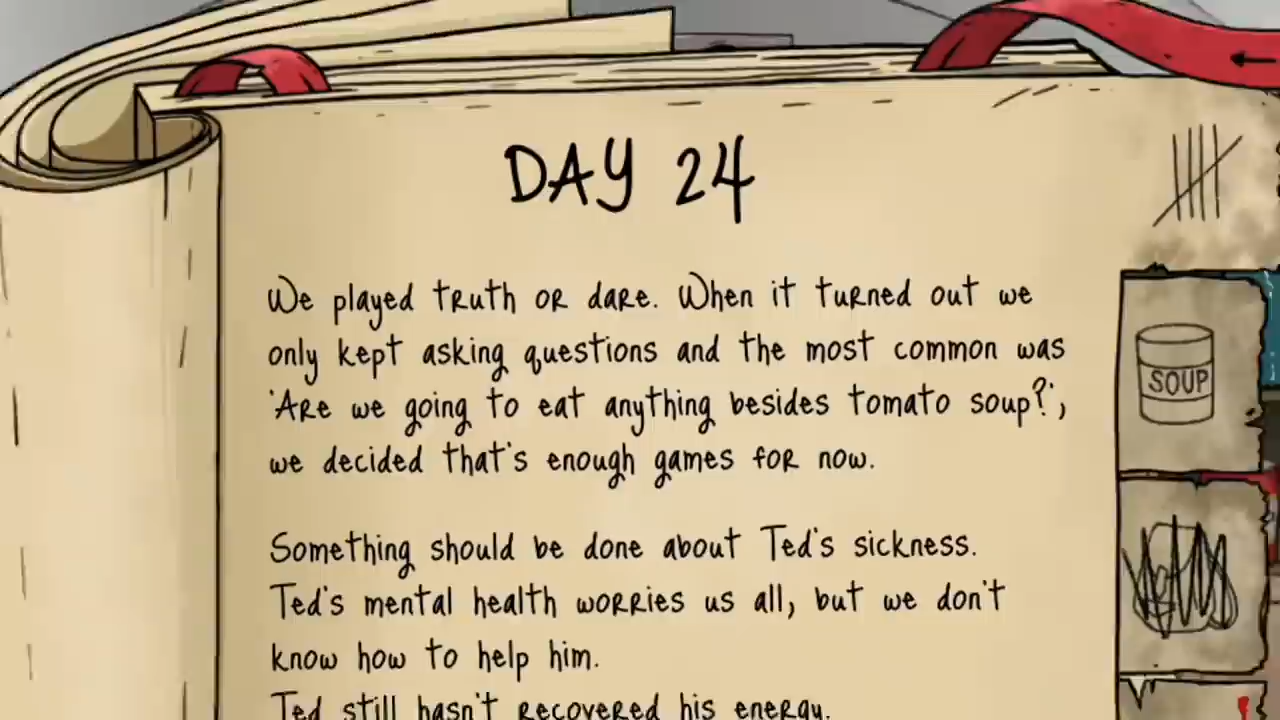 DAY 24
We played truth or dare. When it turned out we
only kept asking questions and the most common was
'Are we going to eat anything besides tomato soup?',
we decided that's enough games for now.
SOUP
Something should be done about Ted's sickness.
Ted's mental health worries us all, but we don't
know how to help him.
Ted still hasn't recovered his energy.